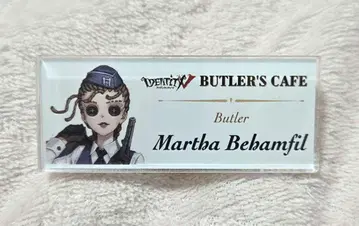 IDENTITY V BUTLER'S CAFE
Butler
Martha Behamfil